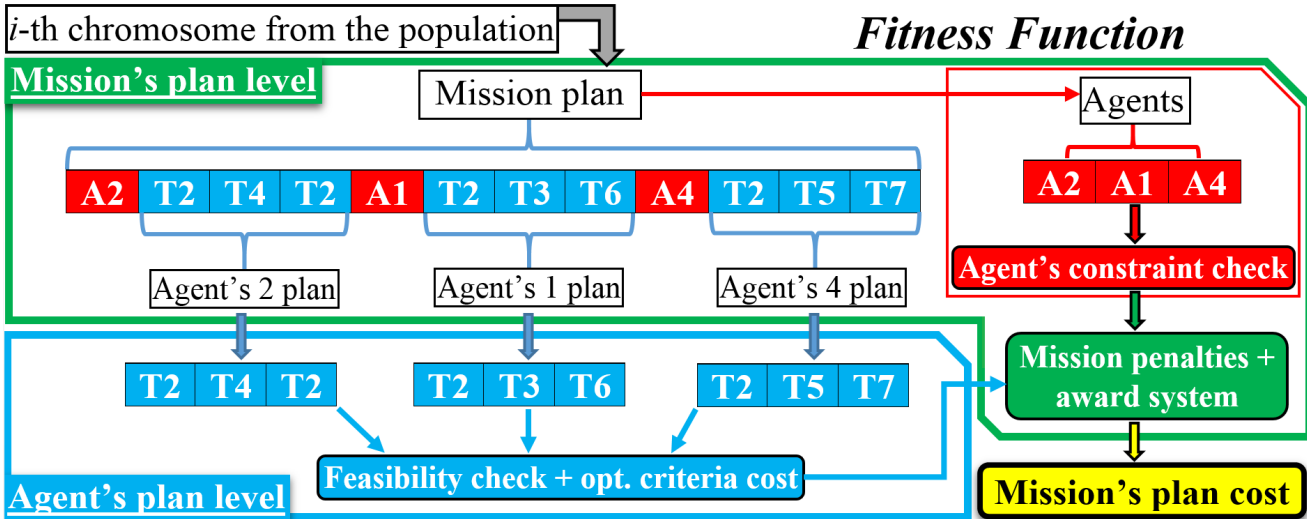 i-th chromosome from the population
Fitness Function
Mission's plan level
Mission plan
Agents
A2 T2 T4 T2 A1 T2 T3 T6 A4 T2 T5 T7
A2 A1 A4
Agent's constraint check
Agent's 2 plan
Agent's 1 plan
Agent's 4 plan
T2 T4 T2
T2 T3 T6
T2 T5 T7
Mission penalties +
award system
Feasibility check + opt. criteria cost
Agent's plan level
Mission's plan cost